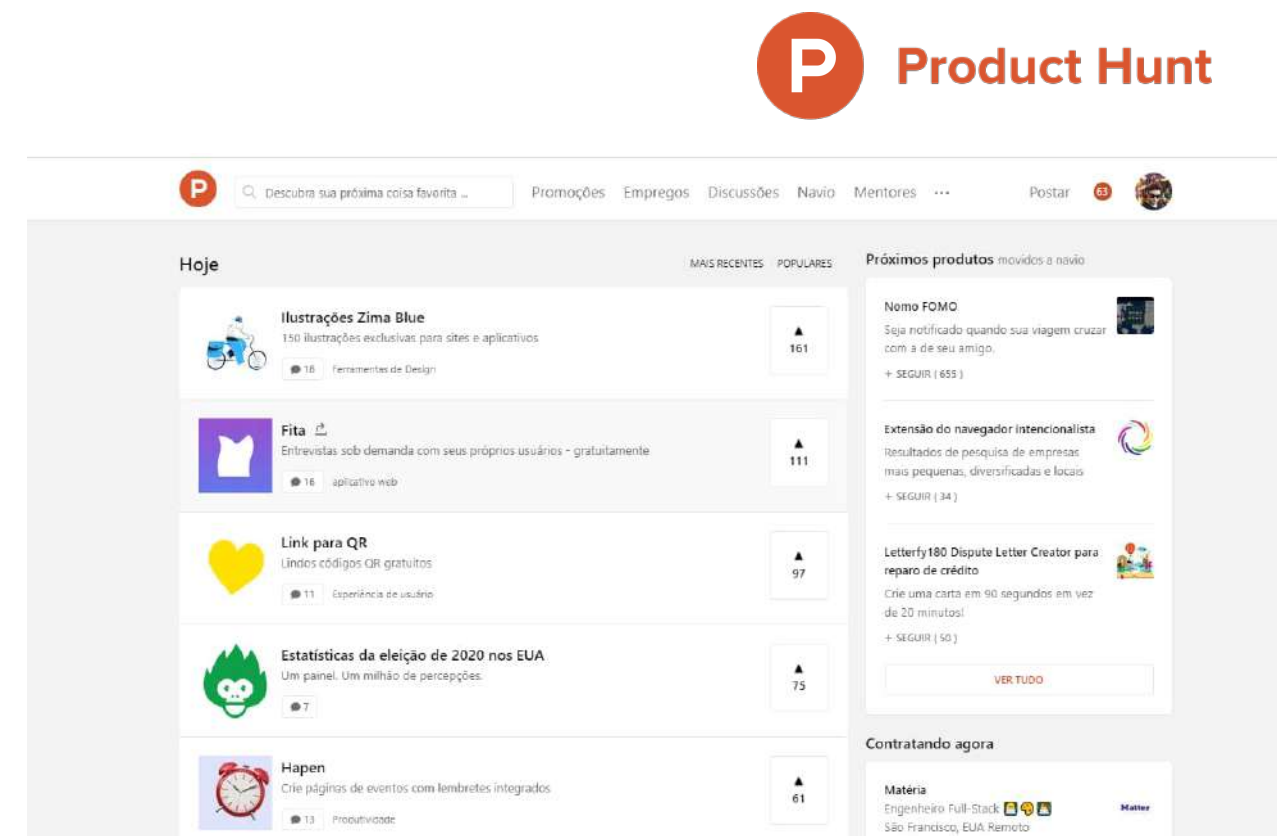 P Product Hunt
P
Descubra sua próxima coisa favorita ...
Promoções Empregos Discussões Navio Mentores ...
Postar 63
Hoje
MAIS RECENTES POPULARES
Ilustrações Zima Blue
150 ilustrações exclusivas para sites e aplicativos
18 Ferramentas de Design
161
Fita
Entrevistas sob demanda com seus próprios usuários - gratuitamente
16 aplicativo web
111
Link para QR
Lindos códigos QR gratuitos
11 Experiência de usuário
97
Estatísticas da eleição de 2020 nos EUA
Um painel. Um milhão de percepções.
7
75
Hapen
Crie páginas de eventos com lembretes integrados
13 Produtividade
61
Próximos produtos movidos a navio
Nomo FOMO
Seja notificado quando sua viagem cruzar
com a de seu amigo.
+ SEGUIR ( 655 )
Extensão do navegador intencionalista
Resultados de pesquisa de empresas
mais pequenas, diversificadas e locais
+ SEGUIR ( 34 )
Letterfy180 Dispute Letter Creator para
reparo de crédito
Crie uma carta em 90 segundos em vez
de 20 minutos!
+ SEGUIR ( 50 )
VER TUDO
Contratando agora
Matéria
Engenheiro Full-Stack
São Francisco, EUA Remoto
Matter